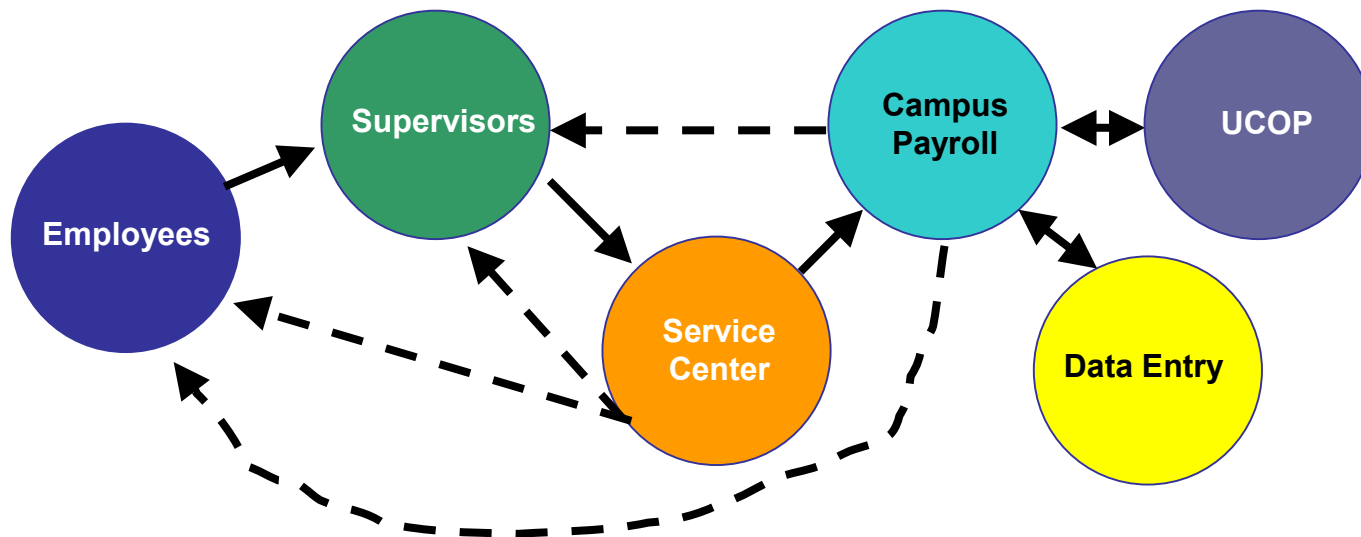 Employees
Supervisors
Service
Center
Campus
Payroll
UCOP
Data Entry